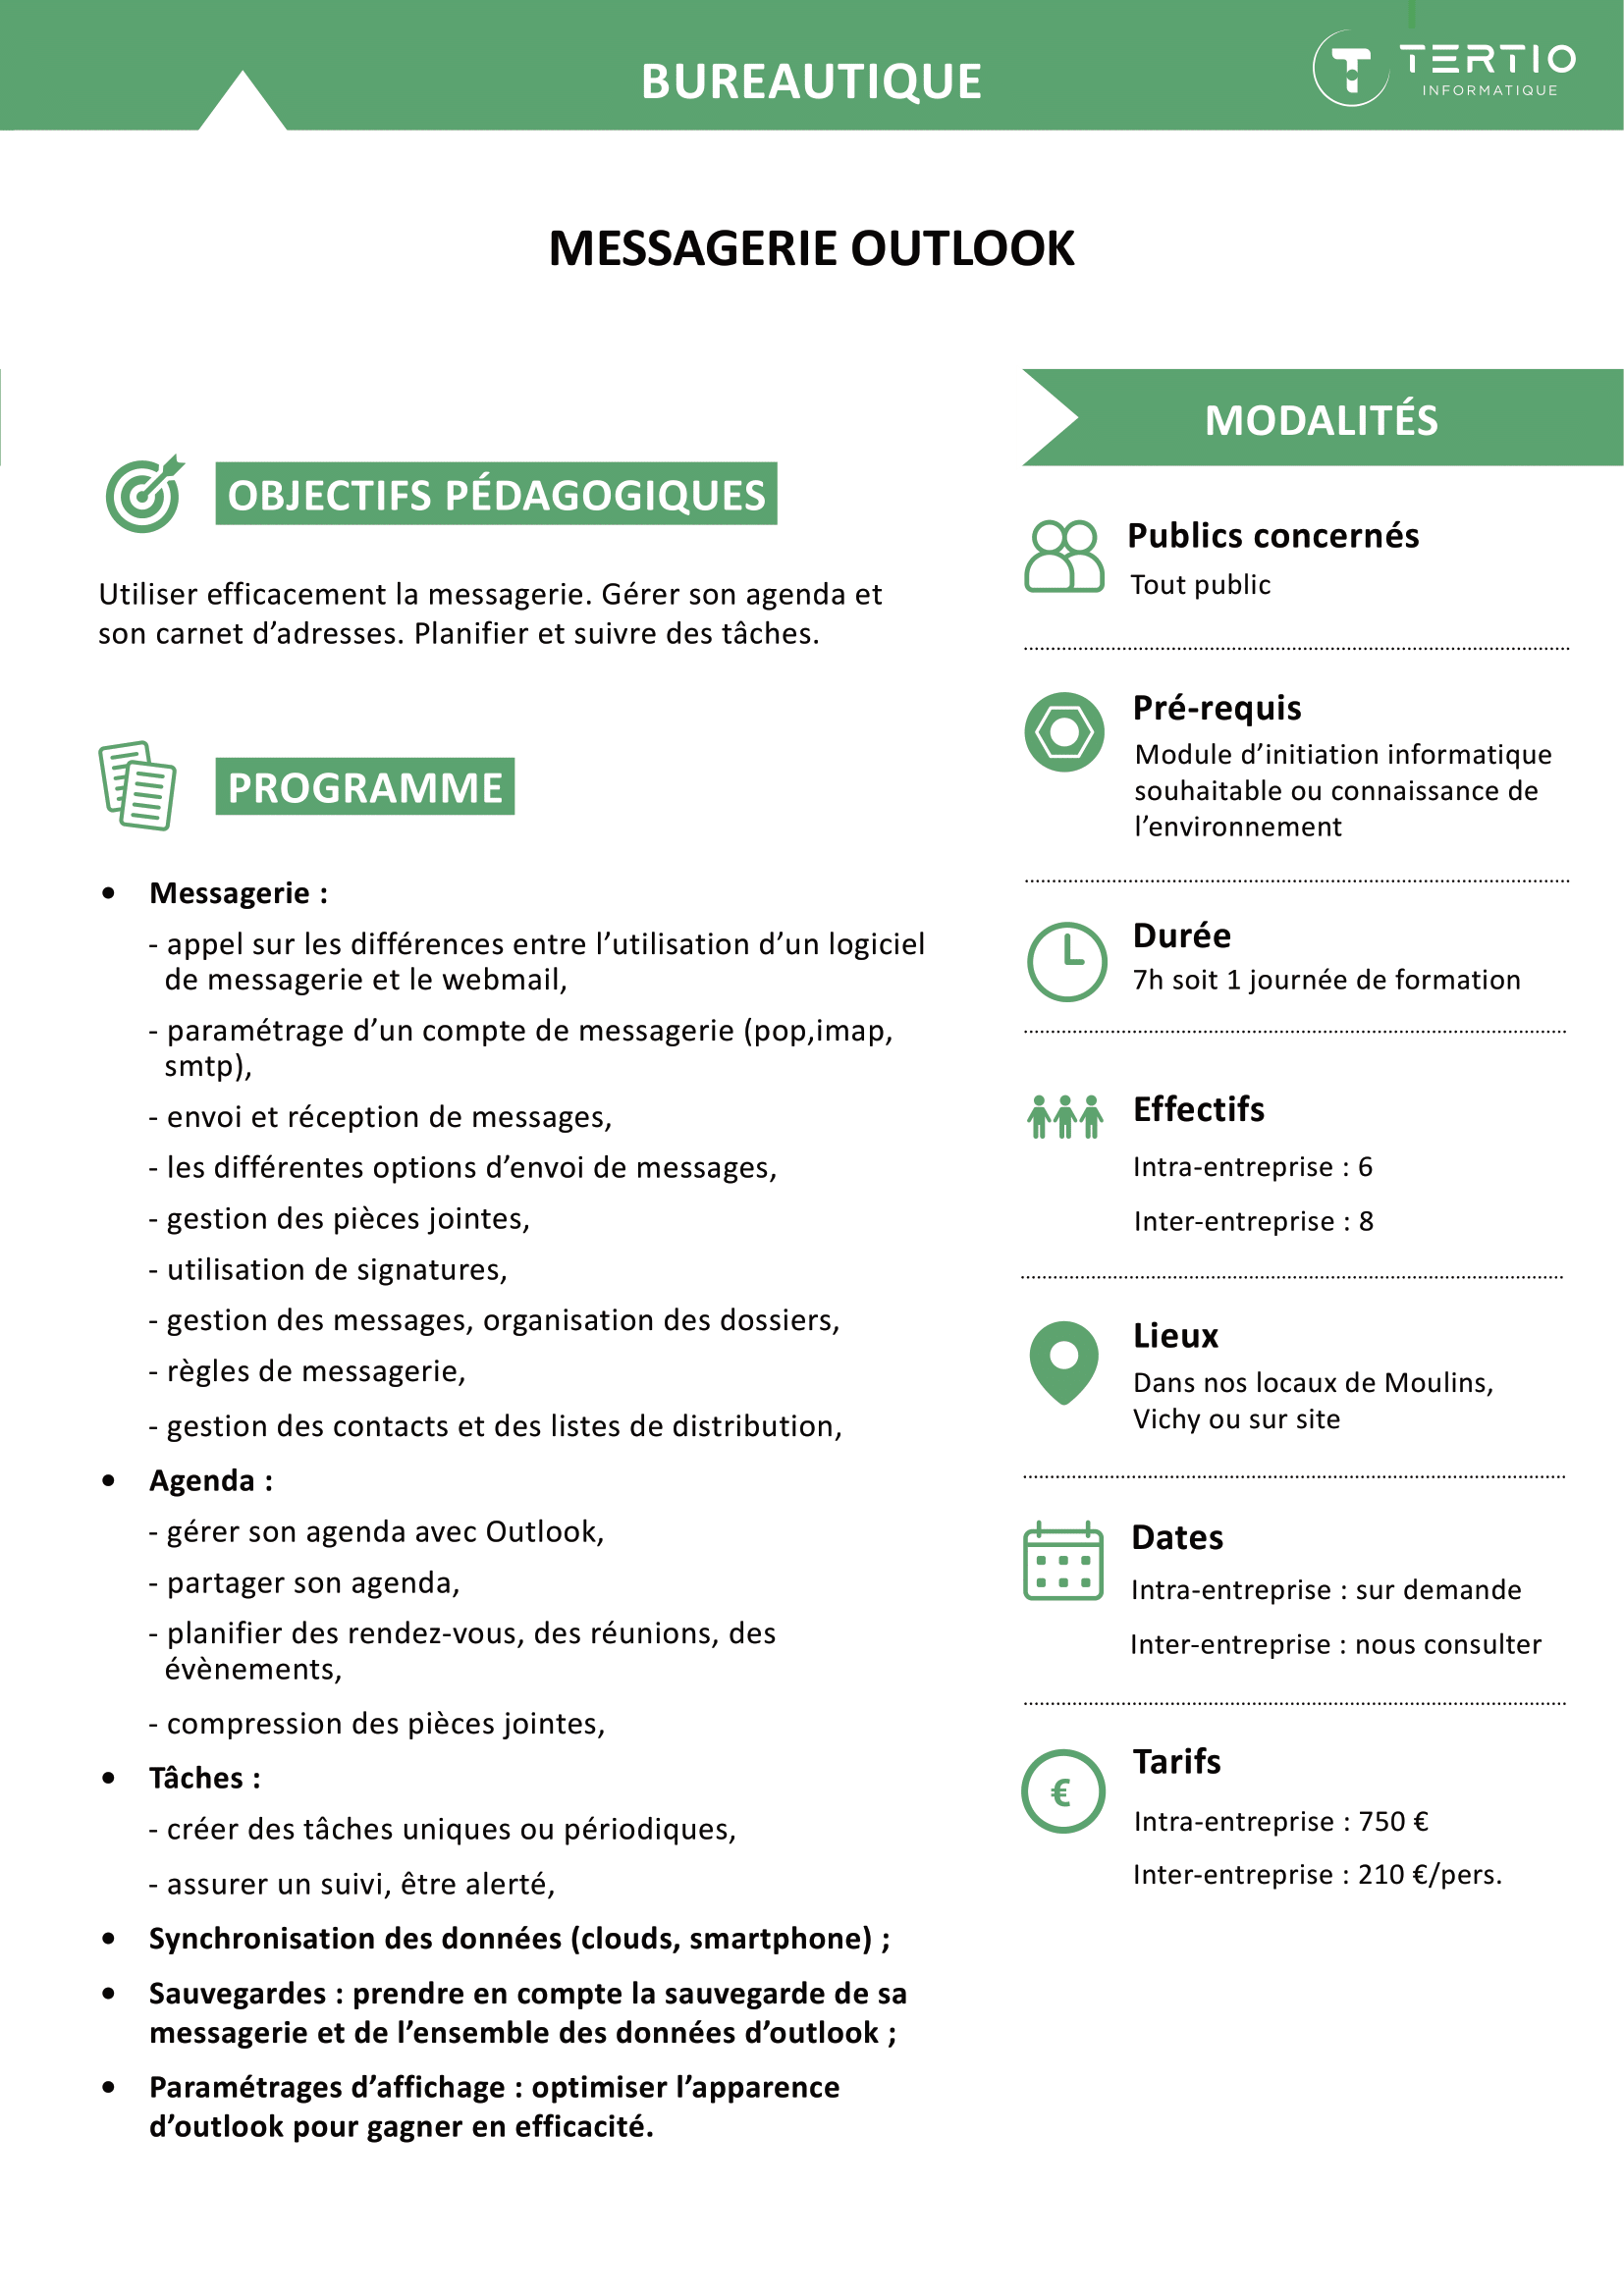 BUREAUTIQUE
TERTIO
INFORMATIQUE
MESSAGERIE OUTLOOK
OBJECTIFS PÉDAGOGIQUES
Utiliser efficacement la messagerie. Gérer son agenda et
son carnet d’adresses. Planifier et suivre des tâches.
PROGRAMME
• Messagerie :
- appel sur les différences entre l’utilisation d’un logiciel
de messagerie et le webmail,
- paramétrage d’un compte de messagerie (pop,imap,
smtp),
- envoi et réception de messages,
- les différentes options d’envoi de messages,
- gestion des pièces jointes,
- utilisation de signatures,
- gestion des messages, organisation des dossiers,
- règles de messagerie,
- gestion des contacts et des listes de distribution,
• Agenda :
- gérer son agenda avec Outlook,
- partager son agenda,
- planifier des rendez-vous, des réunions, des
évènements,
- compression des pièces jointes,
• Tâches :
- créer des tâches uniques ou périodiques,
- assurer un suivi, être alerté,
• Synchronisation des données (clouds, smartphone) ;
• Sauvegardes : prendre en compte la sauvegarde de sa
messagerie et de l’ensemble des données d’outlook ;
• Paramétrages d’affichage : optimiser l’apparence
d’outlook pour gagner en efficacité.
MODALITÉS
Publics concernés
Tout public
Pré-requis
Module d’initiation informatique
souhaitable ou connaissance de
l’environnement
Durée
7h soit 1 journée de formation
Effectifs
Intra-entreprise : 6
Inter-entreprise : 8
Lieux
Dans nos locaux de Moulins,
Vichy ou sur site
Dates
Intra-entreprise : sur demande
Inter-entreprise : nous consulter
€
Tarifs
Intra-entreprise : 750 €
Inter-entreprise : 210 €/pers.